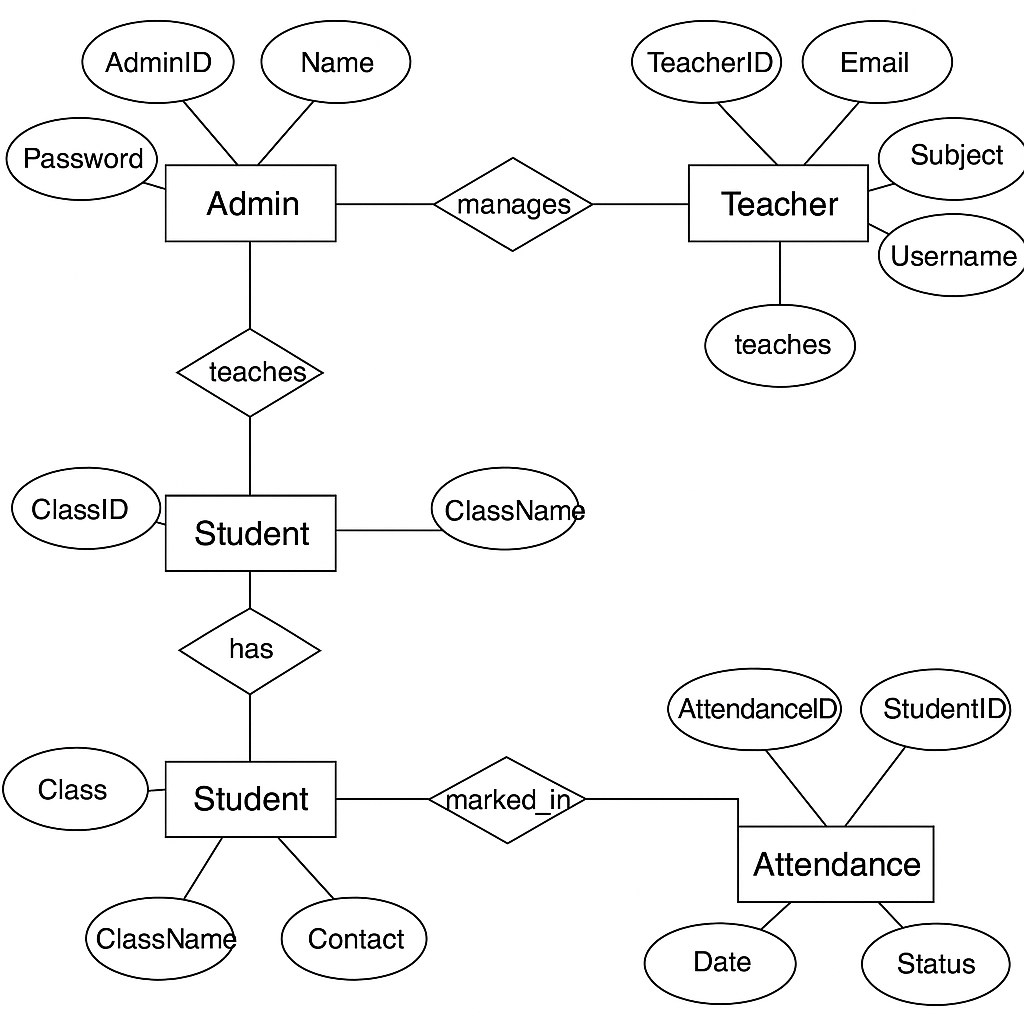 AdminID
Name
TeacherID
Email
Password
Subject
Admin
manages
Teacher
Username
teaches
teaches
ClassID
Student
ClassName
has
AttendanceID
StudentID
Class
Student
marked_in
Attendance
ClassName
Contact
Date
Status